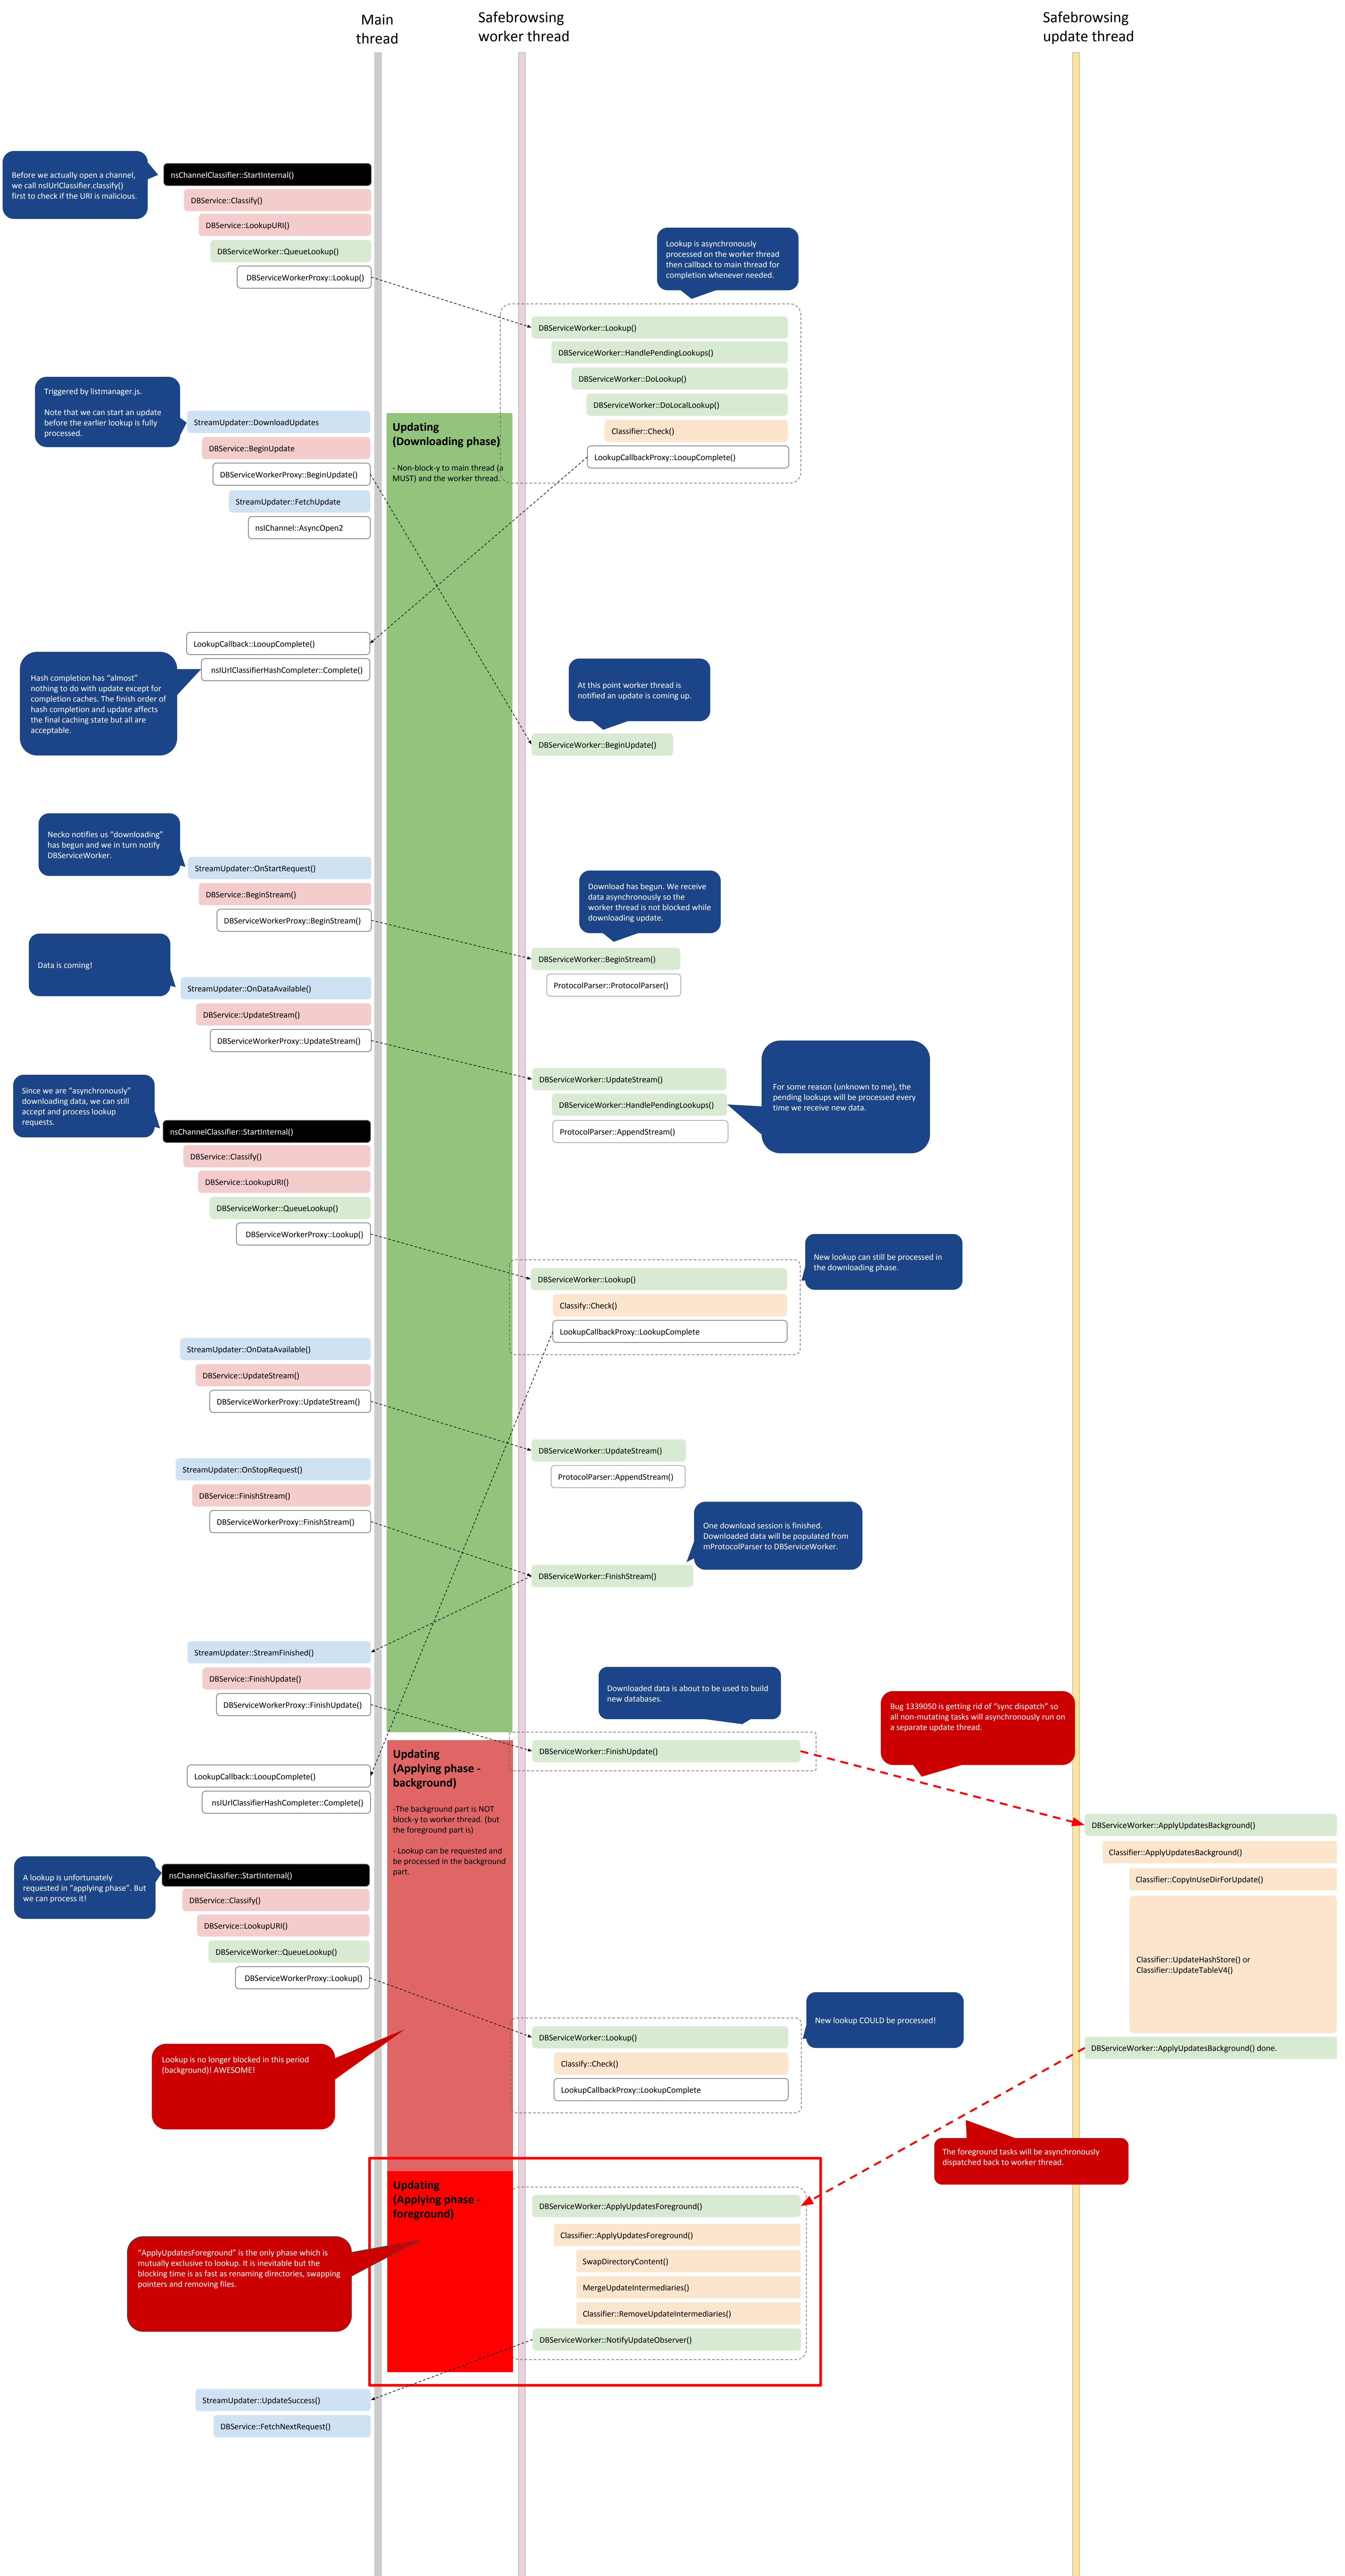 Main
thread
Safebrowsing
worker thread
Safebrowsing
update thread
Before we actually open a channel,
we call nsIUrlClassifier.classify()
first to check if the URI is malicious.
nsChannelClassifier::StartInternal()
DBService::Classify()
DBService::LookupURI()
DBServiceWorker::QueueLookup()
DBServiceWorkerProxy::Lookup()
Lookup is asynchronously
processed on the worker thread
then callback to main thread for
completion whenever needed.
DBServiceWorker::Lookup()
DBServiceWorker::HandlePendingLookups()
DBServiceWorker::DoLookup()
DBServiceWorker::DoLocalLookup()
Classifier::Check()
LookupCallbackProxy::LooupComplete()
Triggered by listmanager.js.
Note that we can start an update
before the earlier lookup is fully
processed.
StreamUpdater::DownloadUpdates
DBService::BeginUpdate
DBServiceWorkerProxy::BeginUpdate()
StreamUpdater::FetchUpdate
nsIChannel::AsyncOpen2
Updating
(Downloading phase)
- Non-block-y to main thread (a
MUST) and the worker thread.
LookupCallback::LooupComplete()
nsIUrlClassifierHashCompleter::Complete()
Hash completion has “almost”
nothing to do with update except for
completion caches. The finish order of
hash completion and update affects
the final caching state but all are
acceptable.
At this point worker thread is
notified an update is coming up.
DBServiceWorker::BeginUpdate()
Necko notifies us “downloading”
has begun and we in turn notify
DBServiceWorker.
StreamUpdater::OnStartRequest()
DBService::BeginStream()
DBServiceWorkerProxy::BeginStream()
Download has begun. We receive
data asynchronously so the
worker thread is not blocked while
downloading update.
DBServiceWorker::BeginStream()
ProtocolParser::ProtocolParser()
Data is coming!
StreamUpdater::OnDataAvailable()
DBService::UpdateStream()
DBServiceWorkerProxy::UpdateStream()
DBServiceWorker::UpdateStream()
DBServiceWorker::HandlePendingLookups()
ProtocolParser::AppendStream()
For some reason (unknown to me), the
pending lookups will be processed every
time we receive new data.
Since we are “asynchronously”
downloading data, we can still
accept and process lookup
requests.
nsChannelClassifier::StartInternal()
DBService::Classify()
DBService::LookupURI()
DBServiceWorker::QueueLookup()
DBServiceWorkerProxy::Lookup()
New lookup can still be processed in
the downloading phase.
DBServiceWorker::Lookup()
Classify::Check()
LookupCallbackProxy::LookupComplete
StreamUpdater::OnDataAvailable()
DBService::UpdateStream()
DBServiceWorkerProxy::UpdateStream()
DBServiceWorker::UpdateStream()
ProtocolParser::AppendStream()
StreamUpdater::OnStopRequest()
DBService::FinishStream()
DBServiceWorkerProxy::FinishStream()
One download session is finished.
Downloaded data will be populated from
mProtocolParser to DBServiceWorker.
DBServiceWorker::FinishStream()
StreamUpdater::StreamFinished()
DBService::FinishUpdate()
DBServiceWorkerProxy::FinishUpdate()
Downloaded data is about to be used to build
new databases.
DBServiceWorker::FinishUpdate()
Bug 1339050 is getting rid of “sync dispatch” so
all non-mutating tasks will asynchronously run on
a separate update thread.
Updating
(Applying phase -
background)
-The background part is NOT
block-y to worker thread. (but
the foreground part is)
- Lookup can be requested and
be processed in the background
part.
LookupCallback::LooupComplete()
nsIUrlClassifierHashCompleter::Complete()
DBServiceWorker::ApplyUpdatesBackground()
Classifier::ApplyUpdatesBackground()
Classifier::CopyInUseDirForUpdate()
Classifier::UpdateHashStore() or
Classifier::UpdateTableV4()
DBServiceWorker::ApplyUpdatesBackground() done.
A lookup is unfortunately
requested in “applying phase”. But
we can process it!
nsChannelClassifier::StartInternal()
DBService::Classify()
DBService::LookupURI()
DBServiceWorker::QueueLookup()
DBServiceWorkerProxy::Lookup()
New lookup COULD be processed!
DBServiceWorker::Lookup()
Classify::Check()
LookupCallbackProxy::LookupComplete
Lookup is no longer blocked in this period
(background)! AWESOME!
The foreground tasks will be asynchronously
dispatched back to worker thread.
Updating
(Applying phase -
foreground)
DBServiceWorker::ApplyUpdatesForeground()
Classifier::ApplyUpdatesForeground()
SwapDirectoryContent()
MergeUpdateIntermediaries()
Classifier::RemoveUpdateIntermediaries()
DBServiceWorker::NotifyUpdateObserver()
“ApplyUpdatesForeground” is the only phase which is
mutually exclusive to lookup. It is inevitable but the
blocking time is as fast as renaming directories, swapping
pointers and removing files.
StreamUpdater::UpdateSuccess()
DBService::FetchNextRequest()